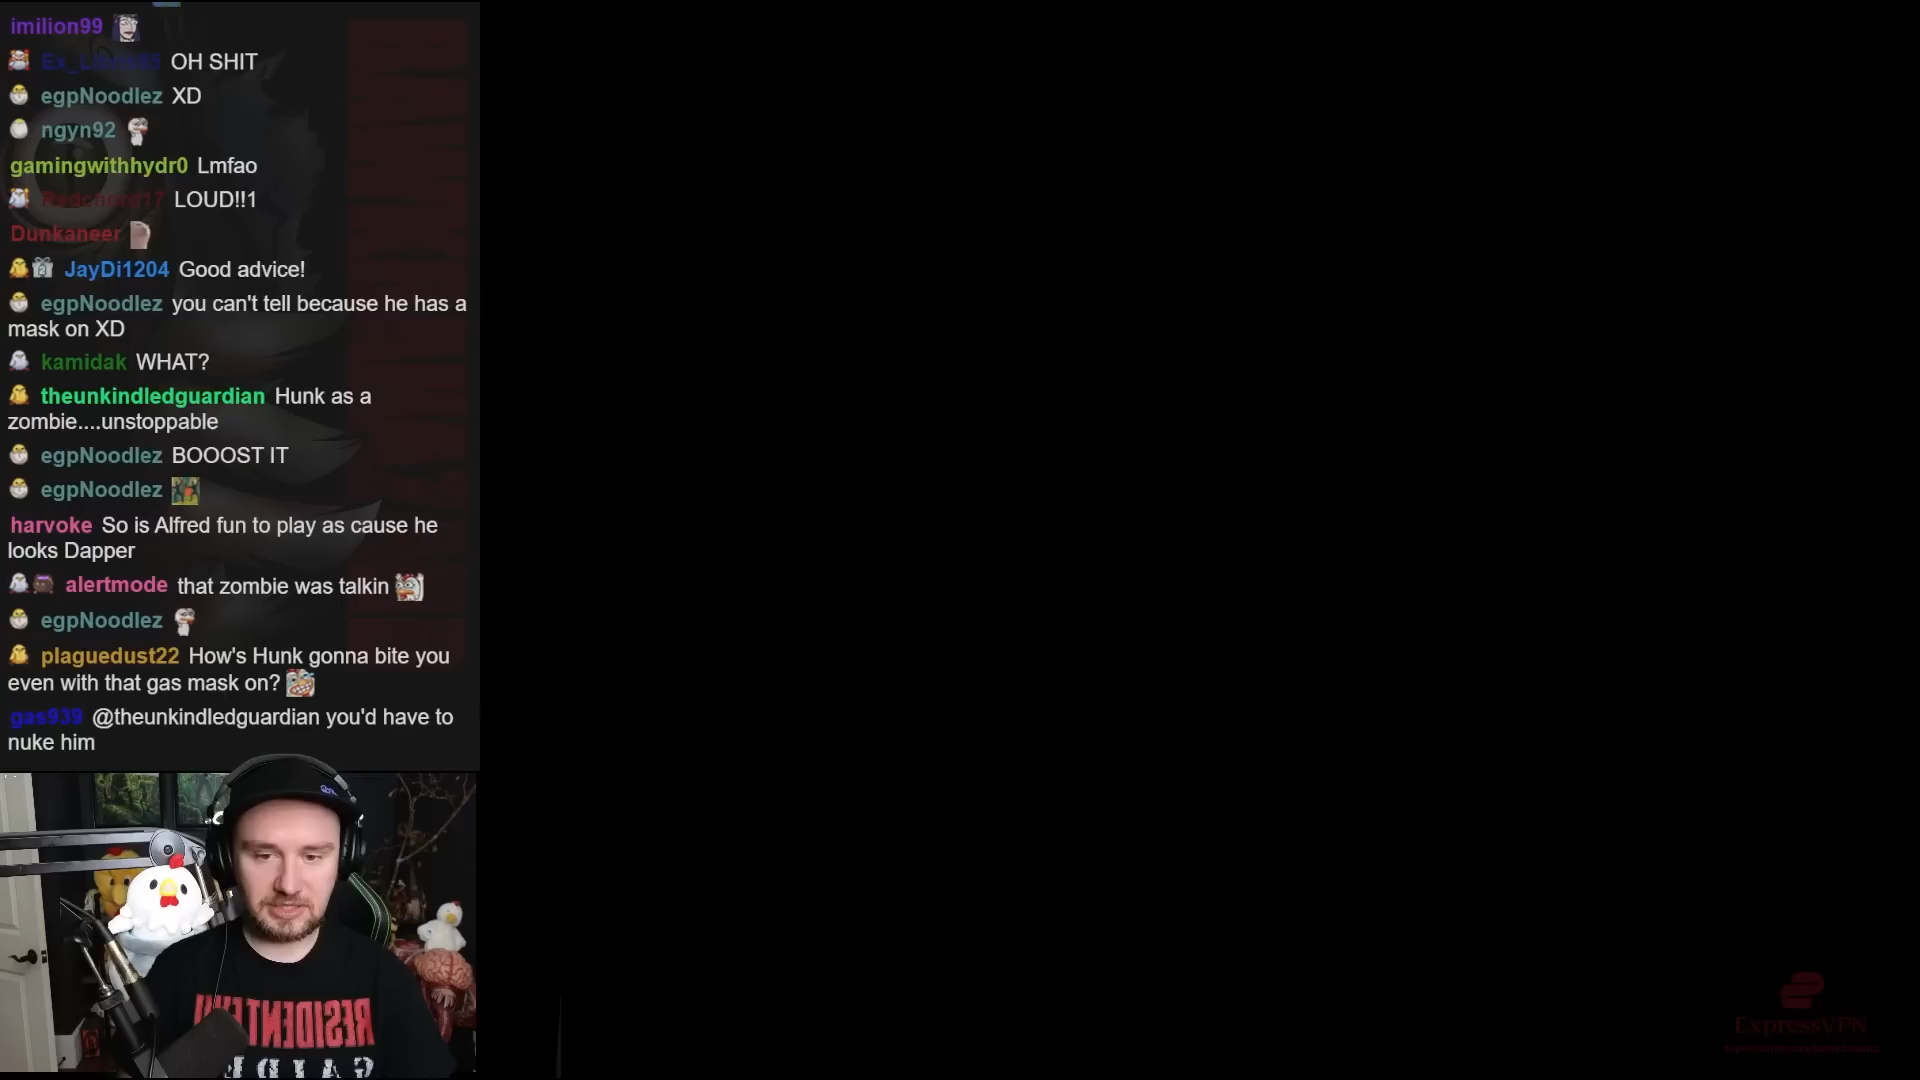 imilion99
OH SHIT
egpNoodlez XD
ngyn92
gamingwithhydr0 Lmfao
Redchord17 LOUD!!1
Dunkaneer
JayDi1204 Good advice!
egpNoodlez you can't tell because he has a
mask on XD
kamidak WHAT?
theunkindledguardian Hunk as a
zombie....unstoppable
egpNoodlez BOOOST IT
egpNoodlez
harvoke So is Alfred fun to play as cause he
looks Dapper
alertmode that zombie was talkin
egpNoodlez
plaguedust22 How's Hunk gonna bite you
even with that gas mask on?
gas939 @theunkindledguardian you'd have to
nuke him
RESIDENT EVIL
ExpressVPN